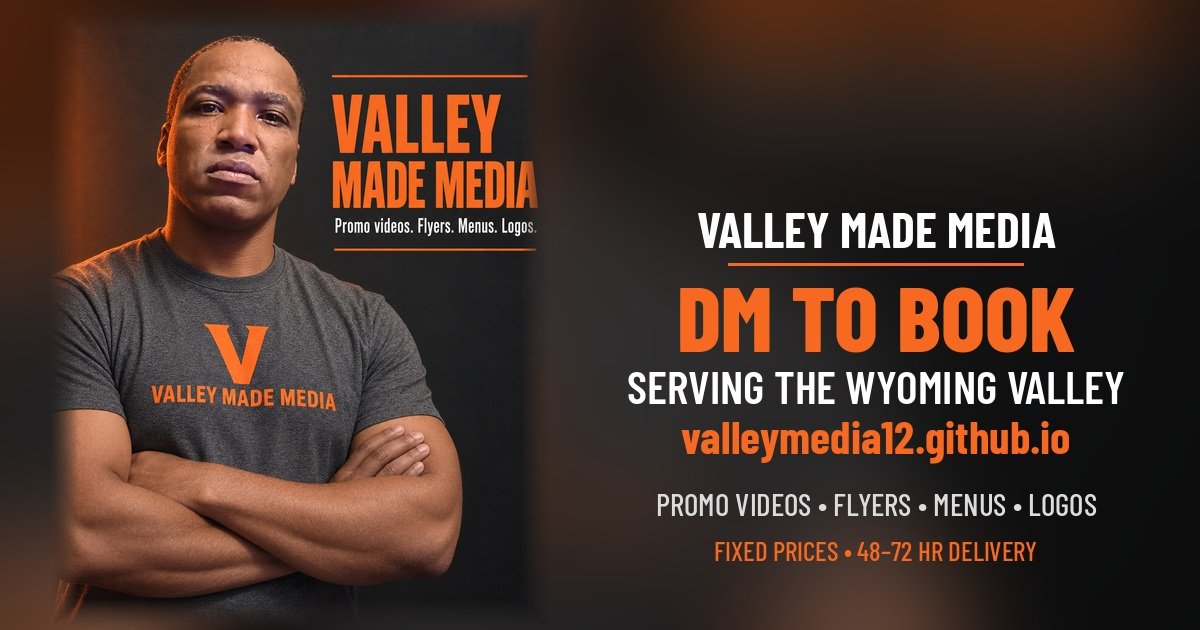 VALLEY
MADE MEDIA
Promo videos. Flyers. Menus. Logos.
V
VALLEY MADE MEDIA
VALLEY MADE MEDIA
DM TO BOOK
SERVING THE WYOMING VALLEY
valleymedia12.github.io
PROMO VIDEOS • FLYERS • MENUS • LOGOS
FIXED PRICES • 48–72 HR DELIVERY